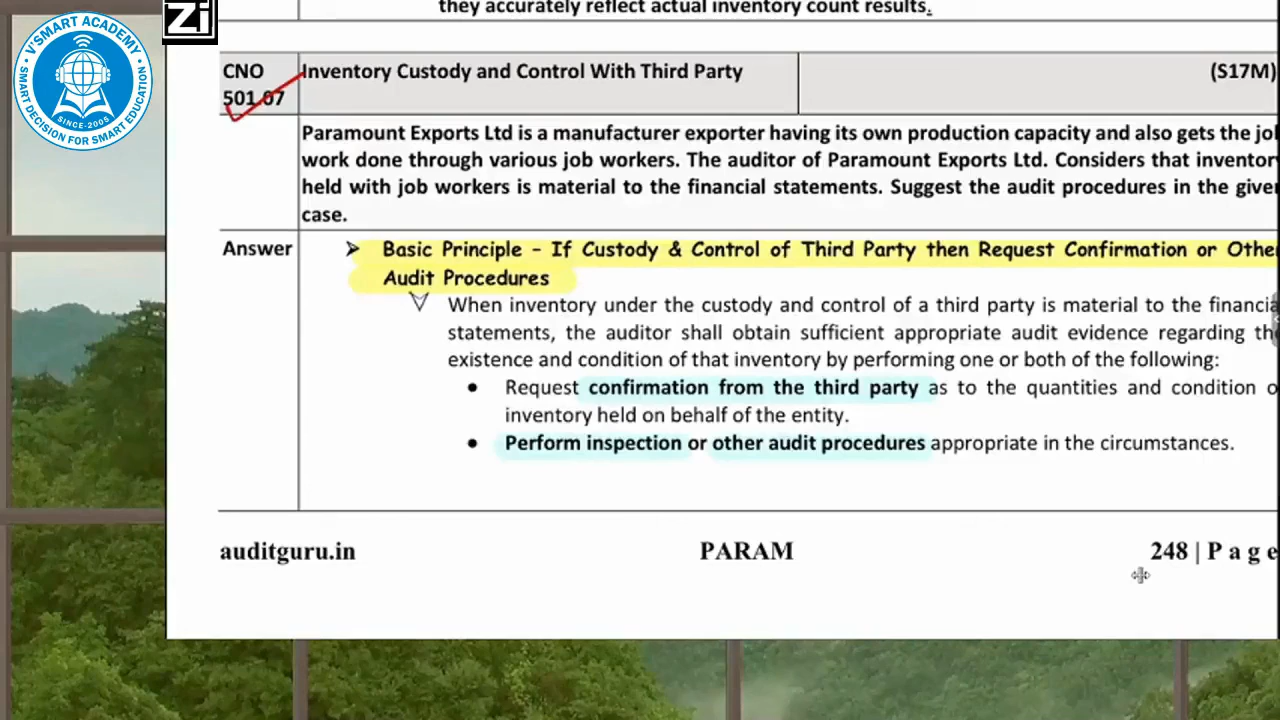 they accurately reflect actual inventory count results.
Zi
V'SMART ACADEMY
SMART DECISION FOR SMART EDUCATION
SINCE-2005
CNO Inventory Custody and Control With Third Party (S17M)
501.07
Paramount Exports Ltd is a manufacturer exporter having its own production capacity and also gets the jo
work done through various job workers. The auditor of Paramount Exports Ltd. Considers that inventor
held with job workers is material to the financial statements. Suggest the audit procedures in the give
case.
Answer ➢ Basic Principle – If Custody & Control of Third Party then Request Confirmation or Othe
Audit Procedures
When inventory under the custody and control of a third party is material to the financia
statements, the auditor shall obtain sufficient appropriate audit evidence regarding th
existence and condition of that inventory by performing one or both of the following:
• Request confirmation from the third party as to the quantities and condition o
inventory held on behalf of the entity.
• Perform inspection or other audit procedures appropriate in the circumstances.
auditguru.in PARAM 248 | P a g e